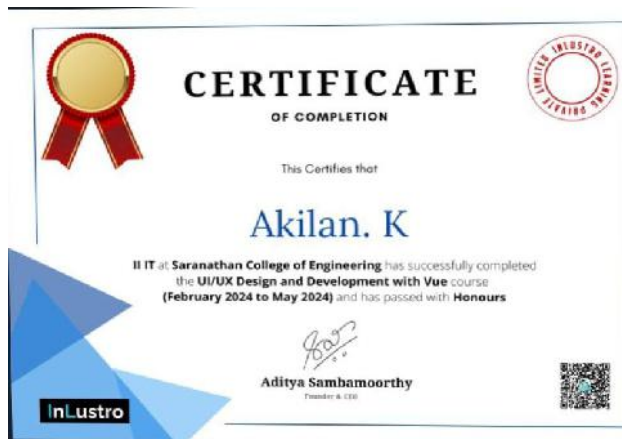 CERTIFICATE
OF COMPLETION
INLUSTRO LEARNING PRIVATE LIMITED
This Certifies that
Akilan. K
II IT at Saranathan College of Engineering has successfully completed
the UI/UX Design and Development with Vue course
(February 2024 to May 2024) and has passed with Honours
Aditya Sambamoorthy
Founder & CEO
InLustro